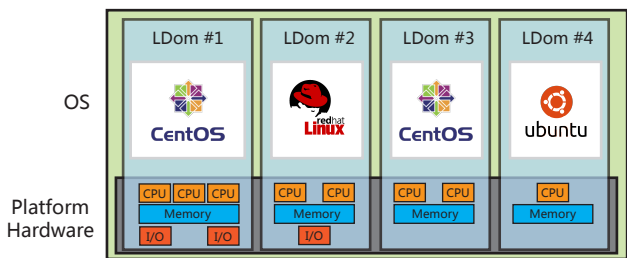 LDom #1 LDom #2 LDom #3 LDom #4
OS
CentOS redhat Linux CentOS ubuntu
CPU CPU CPU CPU CPU CPU CPU CPU
Platform Hardware
Memory Memory Memory Memory
I/O I/O I/O